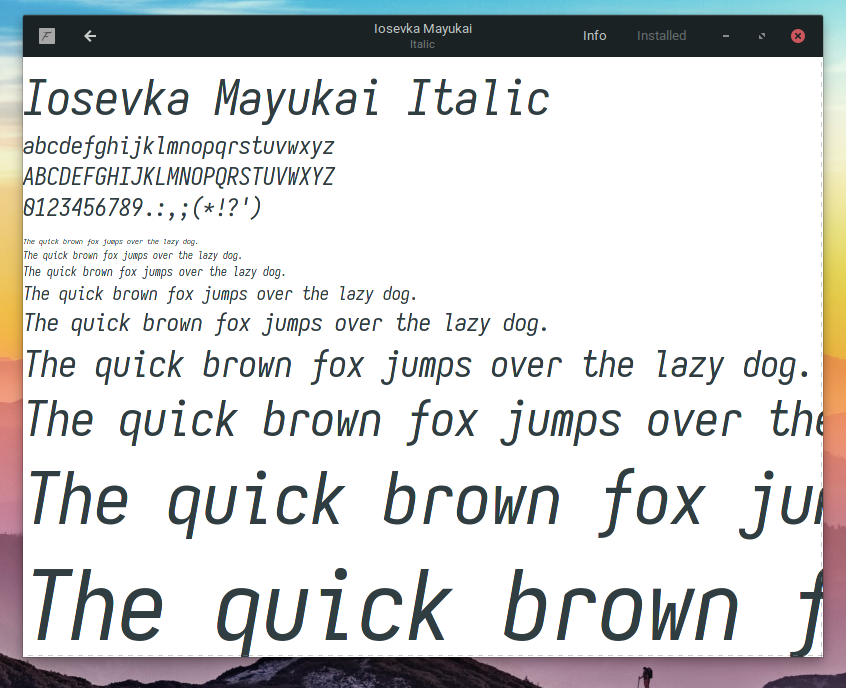 Iosevka Mayukai
Italic
Info
Installed
Iosevka Mayukai Italic
abcdefghijklmnopqrstuvwxyz
ABCDEFGHIJKLMNOPQRSTUVWXYZ
0123456789.:,;(*!?')
The quick brown fox jumps over the lazy dog.
The quick brown fox jumps over the lazy dog.
The quick brown fox jumps over the lazy dog.
The quick brown fox jumps over the lazy dog.
The quick brown fox jumps over the lazy dog.
The quick brown fox jumps over the lazy dog.
The quick brown fox jumps over the
The quick brown fox jum
The quick brown f